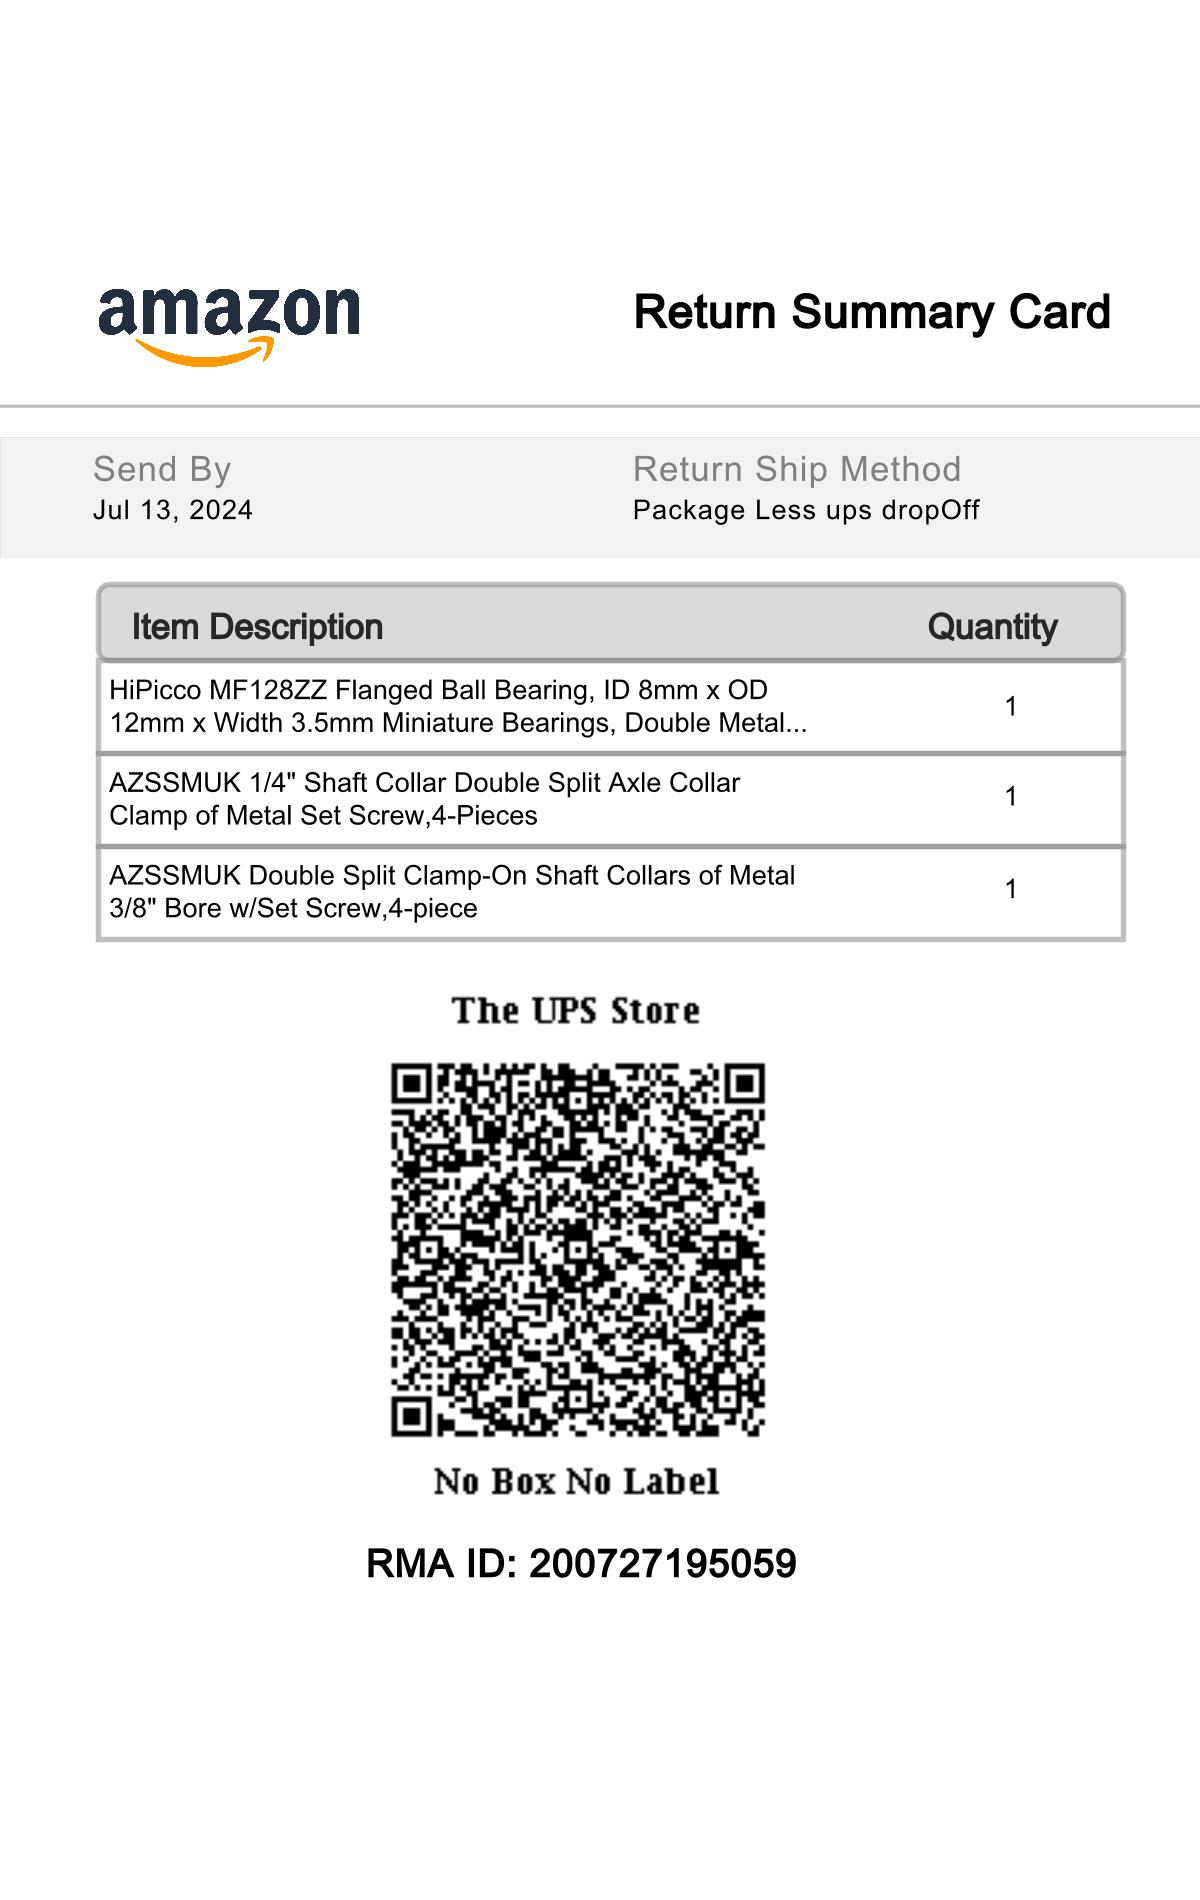 amazon
Return Summary Card
Send By
Return Ship Method
Jul 13, 2024
Package Less ups dropOff
Item Description
Quantity
HiPicco MF128ZZ Flanged Ball Bearing, ID 8mm x OD
12mm x Width 3.5mm Miniature Bearings, Double Metal...
1
AZSSMUK 1/4" Shaft Collar Double Split Axle Collar
Clamp of Metal Set Screw,4-Pieces
1
AZSSMUK Double Split Clamp-On Shaft Collars of Metal
3/8" Bore w/Set Screw,4-piece
1
The UPS Store
No Box No Label
RMA ID: 200727195059